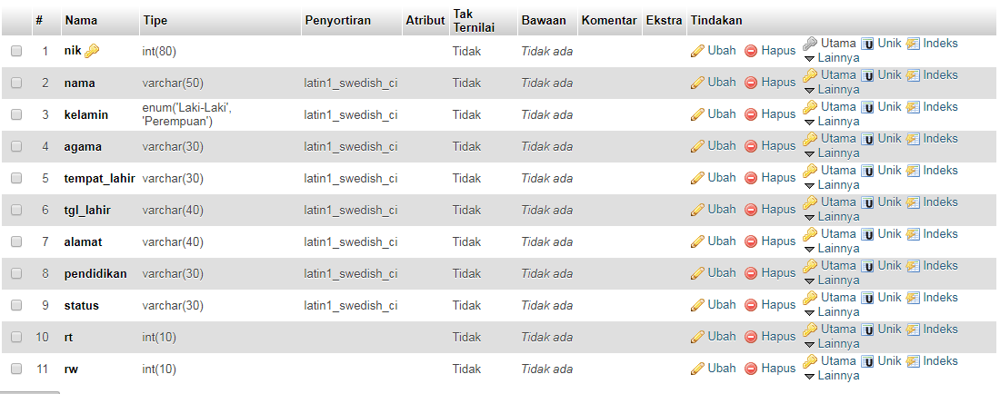 # Nama Tipe Penyortiran Atribut Tak Ternilai Bawaan Komentar Ekstra Tindakan
1 nik int(80) Tidak Tidak ada Ubah Hapus Utama Unik Indeks
Lainnya
2 nama varchar(50) latin1_swedish_ci Tidak Tidak ada Ubah Hapus Utama Unik Indeks
Lainnya
3 kelamin enum('Laki-Laki', 'Perempuan') latin1_swedish_ci Tidak Tidak ada Ubah Hapus Utama Unik Indeks
Lainnya
4 agama varchar(30) latin1_swedish_ci Tidak Tidak ada Ubah Hapus Utama Unik Indeks
Lainnya
5 tempat_lahir varchar(30) latin1_swedish_ci Tidak Tidak ada Ubah Hapus Utama Unik Indeks
Lainnya
6 tgl_lahir varchar(40) latin1_swedish_ci Tidak Tidak ada Ubah Hapus Utama Unik Indeks
Lainnya
7 alamat varchar(40) latin1_swedish_ci Tidak Tidak ada Ubah Hapus Utama Unik Indeks
Lainnya
8 pendidikan varchar(30) latin1_swedish_ci Tidak Tidak ada Ubah Hapus Utama Unik Indeks
Lainnya
9 status varchar(30) latin1_swedish_ci Tidak Tidak ada Ubah Hapus Utama Unik Indeks
Lainnya
10 rt int(10) Tidak Tidak ada Ubah Hapus Utama Unik Indeks
Lainnya
11 rw int(10) Tidak Tidak ada Ubah Hapus Utama Unik Indeks
Lainnya